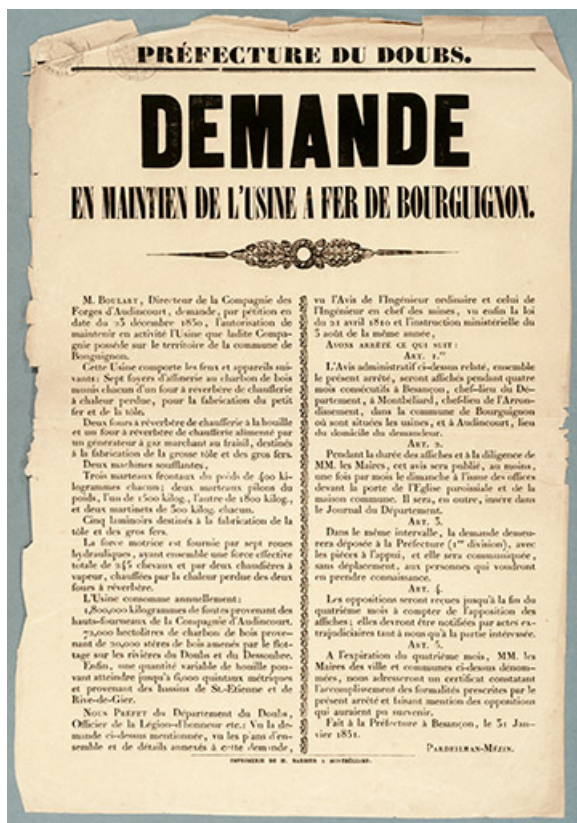 PRÉFECTURE DU DOUBS.
DEMANDE
EN MAINTIEN DE L'USINE A FER DE BOURGUIGNON.
M. BOULART, Directeur de la Compagnie des
Forges d'Audincourt, demande, par pétition en
date du 23 décembre 1850, l'autorisation de
maintenir en activité l'Usine que ladite Compa-
gnie possède sur le territoire de la commune de
Bourguignon.
Cette Usine comporte les feux et appareils sui-
vants: Sept foyers d'affinerie au charbon de bois
munis chacun d'un four à réverbère de chaufferie
à chaleur perdue, pour la fabrication du petit
fer et de la tôle.
Deux fours à réverbère de chaufferie à la houille
et un four à réverbère de chaufferie alimenté par
un générateur à gaz marchant au fraisil, destinés
à la fabrication de la grosse tôle et des gros fers.
Deux machines soufflantes,
Trois marteaux frontaux du poids de 400 ki-
logrammes chacun; deux marteaux pilons du
poids, l'un de 1500 kilog., l'autre de 1800 kilog.,
et deux martinets de 300 kilog. chacun.
Cinq laminoirs destinés à la fabrication de la
tôle et des gros fers.
La force motrice est fournie par sept roues
hydrauliques, ayant ensemble une force effective
totale de 245 chevaux et par deux chaudières à
vapeur, chauffées par la chaleur perdue des deux
fours à réverbère.
L'Usine consomme annuellement:
1,800,000 kilogrammes de fontes provenant des
hauts-fourneaux de la Compagnie d'Audincourt.
72,000 hectolitres de charbon de bois prove-
nant de 20,000 stères de bois amenés par le flot-
tage sur les rivières du Doubs et du Dessoubre.
Enfin, une quantité variable de houille pou-
vant atteindre jusqu'à 6,000 quintaux métriques
et provenant des bassins de St.-Etienne et de
Rive-de-Gier.
NOUS PRÉFET du Département du Doubs,
Officier de la Légion-d'honneur etc.: Vu la de-
mande ci-dessus mentionnée, vu les plans d'en-
semble et de détails annexés à cette demande,
vu l'Avis de l'Ingénieur ordinaire et celui de
l'Ingénieur en chef des mines, vu enfin la loi
du 21 avril 1810 et l'instruction ministérielle du
3 août de la même année,
AVONS ARRÊTÉ CE QUI SUIT:
ART. 1.er
L'Avis administratif ci-dessus relaté, ensemble
le présent arrêté, seront affichés pendant quatre
mois consécutifs à Besançon, chef-lieu du Dé-
partement, à Montbéliard, chef-lieu de l'Arron-
dissement, dans la commune de Bourguignon
où sont situées les usines, et à Audincourt, lieu
du domicile du demandeur.
ART. 2.
Pendant la durée des affiches et à la diligence de
MM. les Maires, cet avis sera publié, au moins,
une fois par mois le dimanche à l'issue des offices
devant la porte de l'Eglise paroissiale et de la
maison commune. Il sera, en outre, inséré dans
le Journal du Département.
ART. 3.
Dans le même intervalle, la demande demeu-
rera déposée à la Préfecture (1re division), avec
les pièces à l'appui, et elle sera communiquée,
sans déplacement, aux personnes qui voudront
en prendre connaissance.
ART. 4.
Les oppositions seront reçues jusqu'à la fin du
quatrième mois à compter de l'apposition des
affiches; elles devront être notifiées par actes ex-
trajudiciaires tant à nous qu'à la partie intéressée.
ART. 5.
A l'expiration du quatrième mois, MM. les
Maires des ville et communes ci-dessus dénom-
mées, nous adresseront un certificat constatant
l'accomplissement des formalités prescrites par le
présent arrêté et faisant mention des oppositions
qui auraient pu survenir.
Fait à la Préfecture à Besançon, le 31 Jan-
vier 1851.
PARDEILHAN-MÉZIN.
IMPRIMERIE DE H. BARBIER A MONTBÉLIARD.